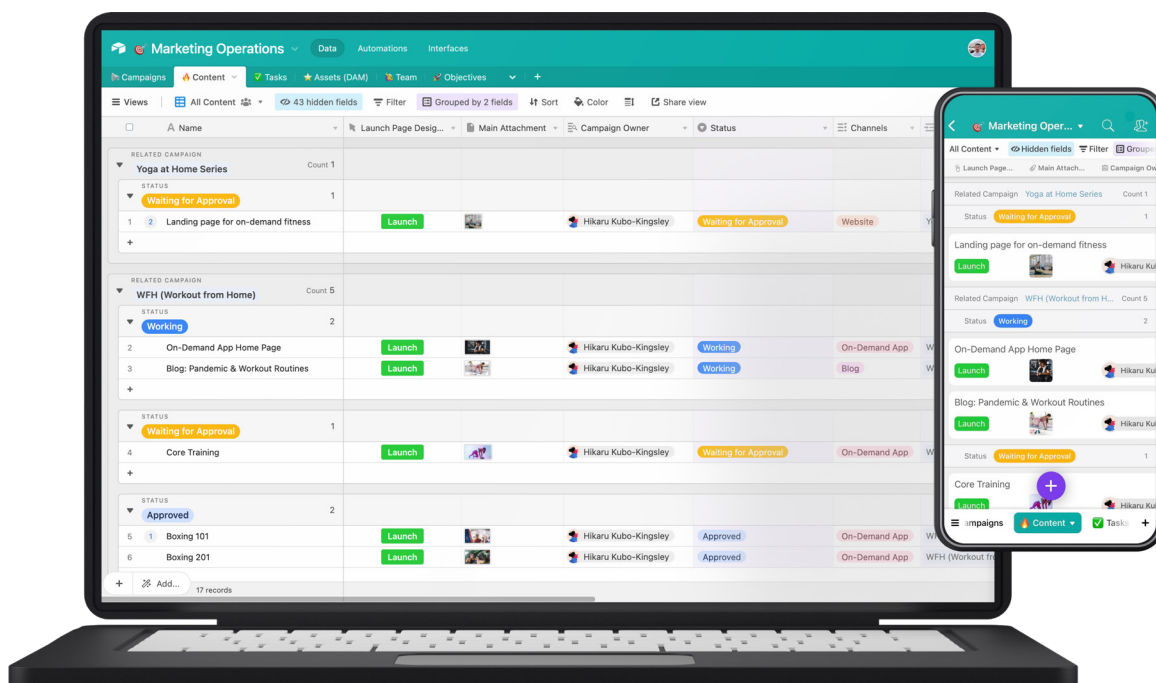 Marketing Operations Data Automations Interfaces
Campaigns Content Tasks Assets (DAM) Team Objectives +
Views All Content 43 hidden fields Filter Grouped by 2 fields Sort Color Share view
A Name Launch Page Desig... Main Attachment Campaign Owner Status Channels
RELATED CAMPAIGN
Yoga at Home Series Count 1
STATUS
Waiting for Approval 1
1 2 Landing page for on-demand fitness Launch Hikaru Kubo-Kingsley Waiting for Approval Website Y
+
RELATED CAMPAIGN
WFH (Workout from Home) Count 5
STATUS
Working 2
2 On-Demand App Home Page Launch Hikaru Kubo-Kingsley Working On-Demand App W
3 Blog: Pandemic & Workout Routines Launch Hikaru Kubo-Kingsley Working Blog W
+
STATUS
Waiting for Approval 1
4 Core Training Launch Hikaru Kubo-Kingsley Waiting for Approval On-Demand App W
+
STATUS
Approved 2
5 1 Boxing 101 Launch Hikaru Kubo-Kingsley Approved On-Demand App W
6 Boxing 201 Launch Hikaru Kubo-Kingsley Approved On-Demand App WFH (Workout fr
+ Add... 17 records
Marketing Oper...
All Content Hidden fields Filter Groupe
Launch Page... Main Attach... Campaign Ow
Related Campaign Yoga at Home Series Count 1
Status Waiting for Approval 1
Landing page for on-demand fitness
Launch Hikaru Kul
Related Campaign WFH (Workout from H... Count 5
Status Working 2
On-Demand App Home Page
Launch Hikaru Kul
Blog: Pandemic & Workout Routines
Launch Hikaru Kul
Status Waiting for Approval 1
Core Training
+
Launch Hikaru Kul
ampaigns Content Tasks +